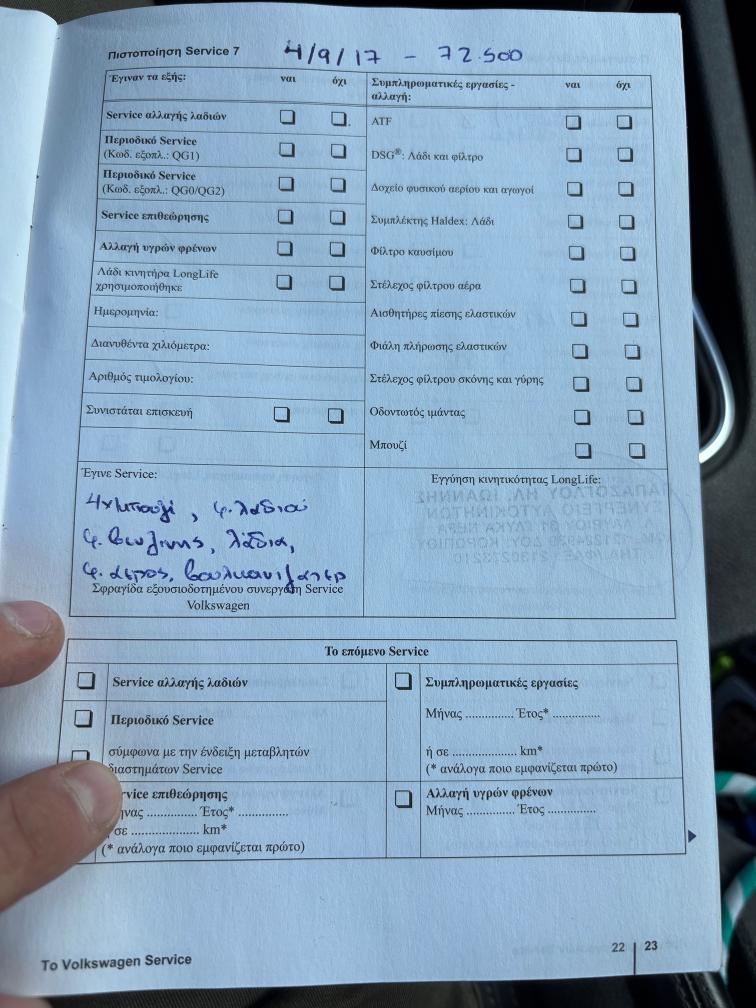 Πιστοποίηση Service 7
4/9/17 - 72.500
Έγιναν τα εξής: ναι όχι
Service αλλαγής λαδιών
Περιοδικό Service
(Κωδ. εξοπλ.: QG1)
Περιοδικό Service
(Κωδ. εξοπλ.: QG0/QG2)
Service επιθεώρησης
Αλλαγή υγρών φρένων
Λάδι κινητήρα LongLife
χρησιμοποιήθηκε
Ημερομηνία:
Διανυθέντα χιλιόμετρα:
Αριθμός τιμολογίου:
Συνιστάται επισκευή
Συμπληρωματικές εργασίες - ναι όχι
αλλαγή:
ATF
DSG®: Λάδι και φίλτρο
Δοχείο φυσικού αερίου και αγωγοί
Συμπλέκτης Haldex: Λάδι
Φίλτρο καυσίμου
Στέλεχος φίλτρου αέρα
Αισθητήρες πίεσης ελαστικών
Φιάλη πλήρωσης ελαστικών
Στέλεχος φίλτρου σκόνης και γύρης
Οδοντωτός ιμάντας
Μπουζί
Έγινε Service:
4χμπουζί, φ. λαδιού
φ. βενζινης, λάδια,
φ. αερος, βουλκανιζατερ
Σφραγίδα εξουσιοδοτημένου συνεργάτη Service
Volkswagen
Εγγύηση κινητικότητας LongLife:
Το επόμενο Service
Service αλλαγής λαδιών
Περιοδικό Service
σύμφωνα με την ένδειξη μεταβλητών
διαστημάτων Service
Service επιθεώρησης
Μήνας .............. Έτος* ..............
ή σε .................... km*
(* ανάλογα ποιο εμφανίζεται πρώτο)
Συμπληρωματικές εργασίες
Μήνας .............. Έτος* ..............
ή σε ................... km*
(* ανάλογα ποιο εμφανίζεται πρώτο)
Αλλαγή υγρών φρένων
Μήνας .............. Έτος ..............
Το Volkswagen Service
22 | 23